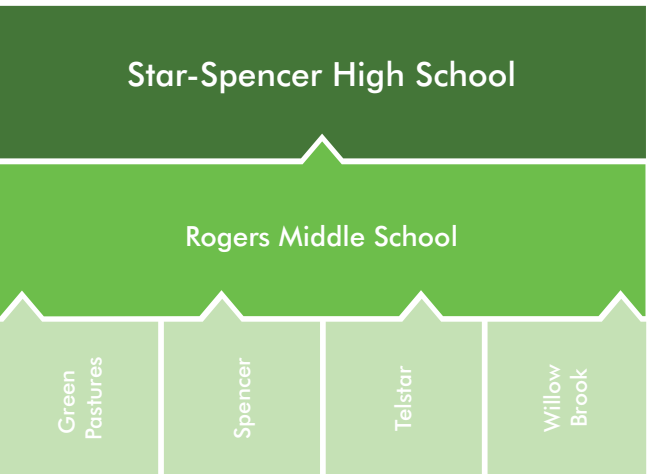 Star-Spencer High School
Rogers Middle School
Green
Pastures
Spencer
Telstar
Willow
Brook